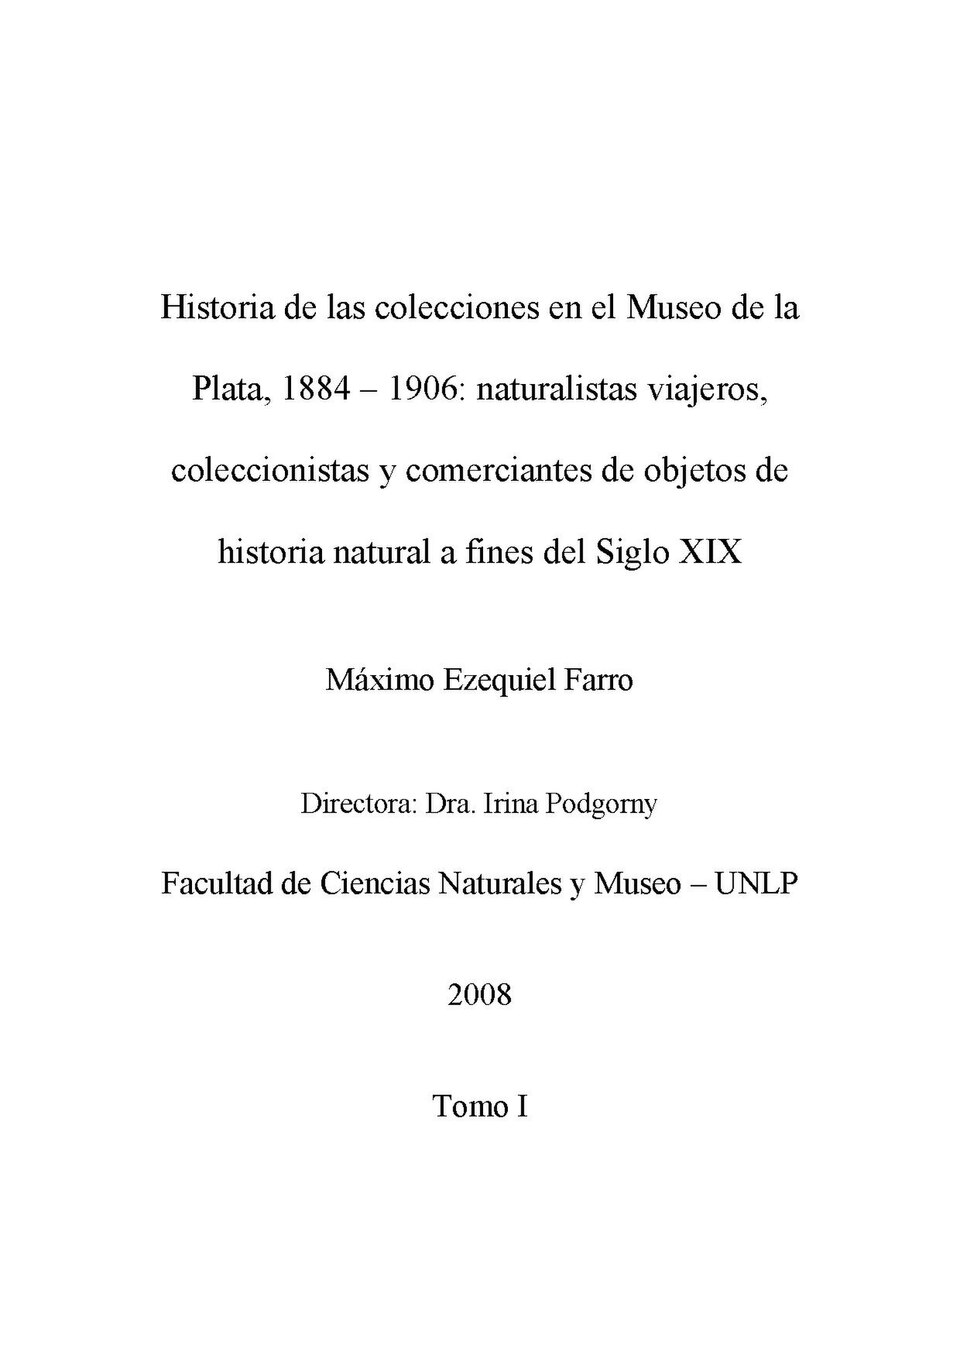 Historia de las colecciones en el Museo de la
Plata, 1884 – 1906: naturalistas viajeros,
coleccionistas y comerciantes de objetos de
historia natural a fines del Siglo XIX
Máximo Ezequiel Farro
Directora: Dra. Irina Podgorny
Facultad de Ciencias Naturales y Museo – UNLP
2008
Tomo I